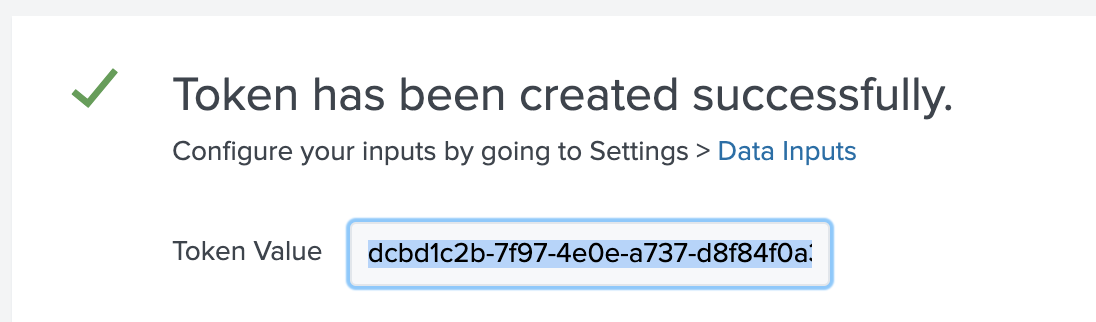 Token has been created successfully.
Configure your inputs by going to Settings > Data Inputs
Token Value
dcbd1c2b-7f97-4e0e-a737-d8f84f0a